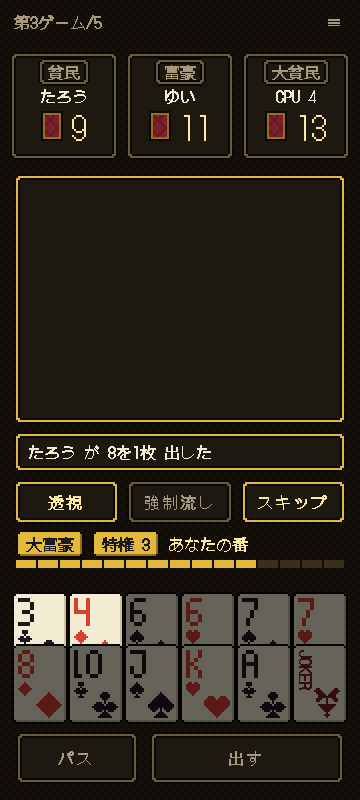 第3ゲーム/5
貧民
たろう
9
富豪
ゆい
11
大貧民
CPU 4
13
たろう が 8を1枚 出した
透視
強制流し
スキップ
大富豪 特権 3 あなたの番
3 4 6 6 7 7
8 10 J K A JOKER
パス
出す